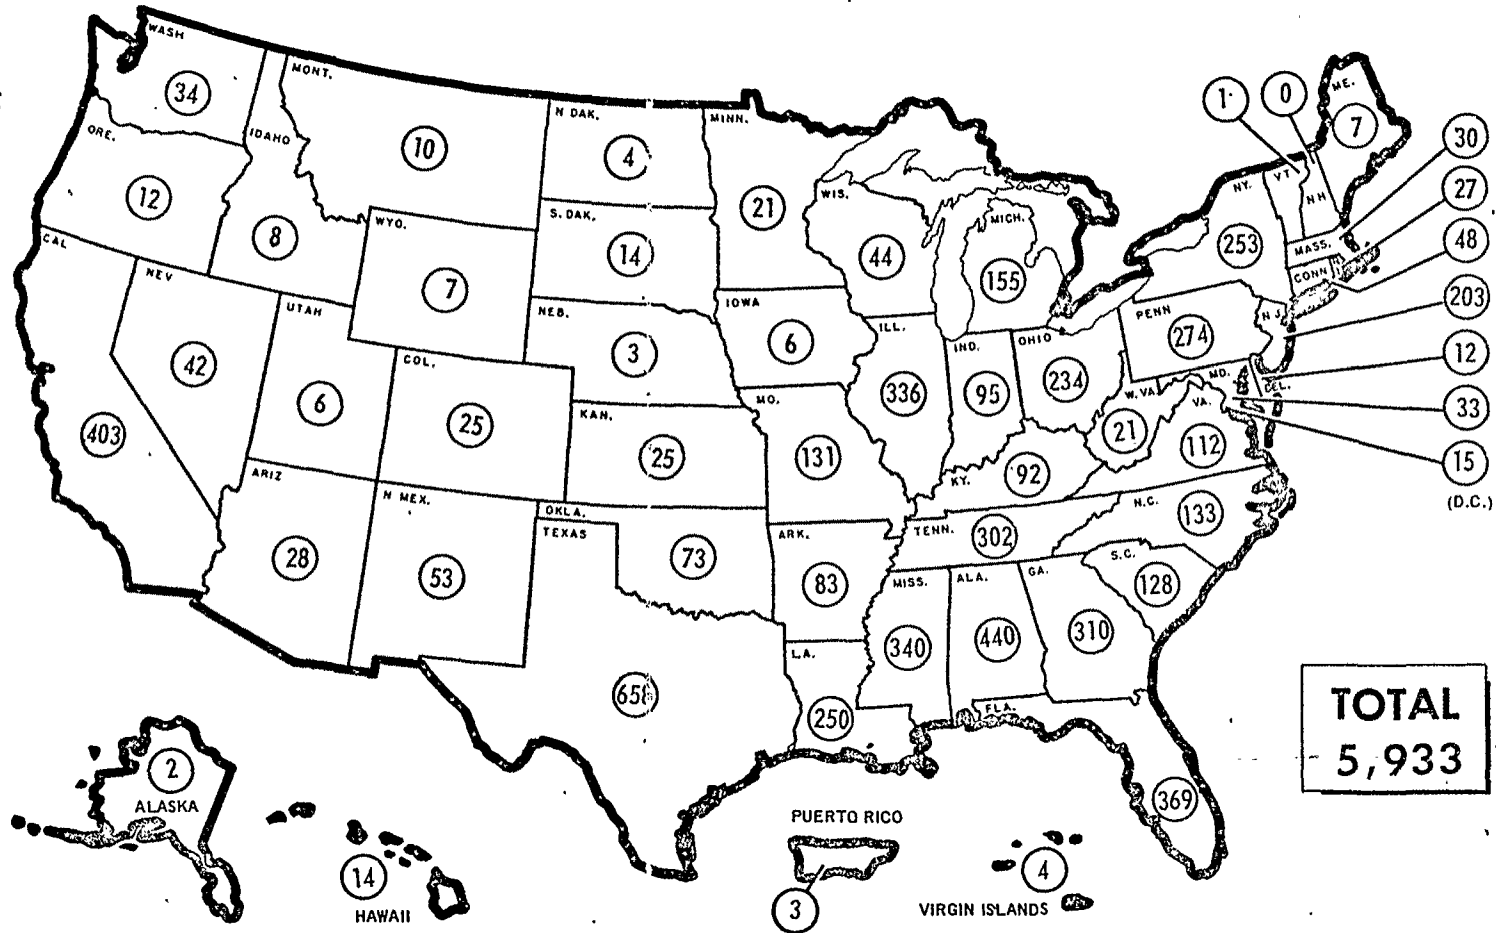 WASH
34
MONT.
10
N DAK.
4
MINN.
21
1
0
ME.
7
30
27
48
203
12
33
15
(D.C.)
ORE.
12
IDAHO
8
WYO.
7
S. DAK.
14
WIS.
44
MICH.
155
NY.
253
VT
NH
MASS.
CONN
CAL
403
NEV
42
UTAH
6
COL.
25
NEB.
3
IOWA
6
ILL.
336
IND.
95
OHIO
234
PENN
274
N J.
MD.
DEL.
W. VA.
21
VA.
112
KAN.
25
MO.
131
KY.
92
ARIZ
28
N MEX.
53
OKLA.
73
TEXAS
658
ARK.
83
TENN.
302
N.C.
133
S.C.
128
MISS.
340
ALA.
440
GA.
310
LA.
250
FLA.
369
TOTAL
5,933
2
ALASKA
14
HAWAII
PUERTO RICO
3
4
VIRGIN ISLANDS